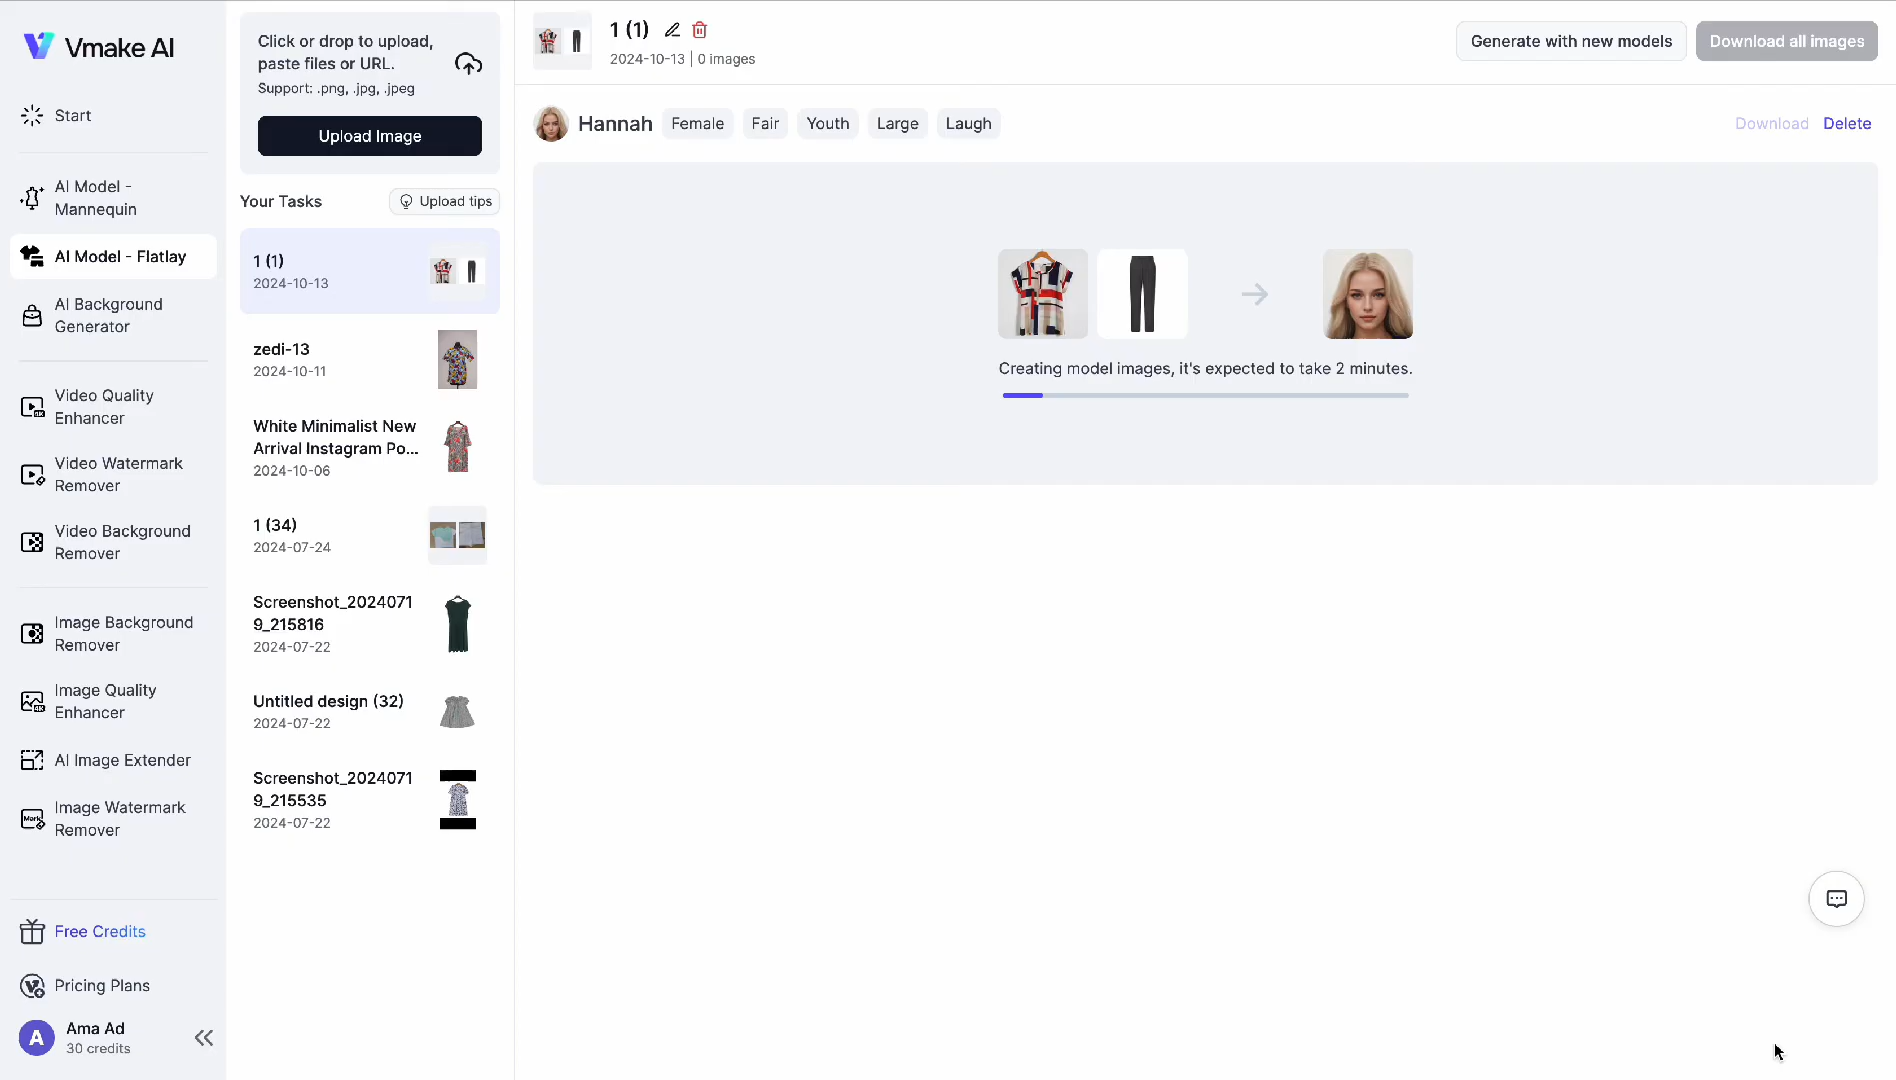 Vmake AI
Start
AI Model -
Mannequin
AI Model - Flatlay
AI Background
Generator
Video Quality
Enhancer
Video Watermark
Remover
Video Background
Remover
Image Background
Remover
Image Quality
Enhancer
AI Image Extender
Image Watermark
Remover
Free Credits
Pricing Plans
A
Ama Ad
30 credits
Click or drop to upload,
paste files or URL.
Support: .png, .jpg, .jpeg
Upload Image
Your Tasks
Upload tips
1 (1)
2024-10-13
zedi-13
2024-10-11
White Minimalist New
Arrival Instagram Po...
2024-10-06
1 (34)
2024-07-24
Screenshot_2024071
9_215816
2024-07-22
Untitled design (32)
2024-07-22
Screenshot_2024071
9_215535
2024-07-22
1 (1)
2024-10-13 | 0 images
Generate with new models
Download all images
Hannah
Female
Fair
Youth
Large
Laugh
Download
Delete
Creating model images, it's expected to take 2 minutes.